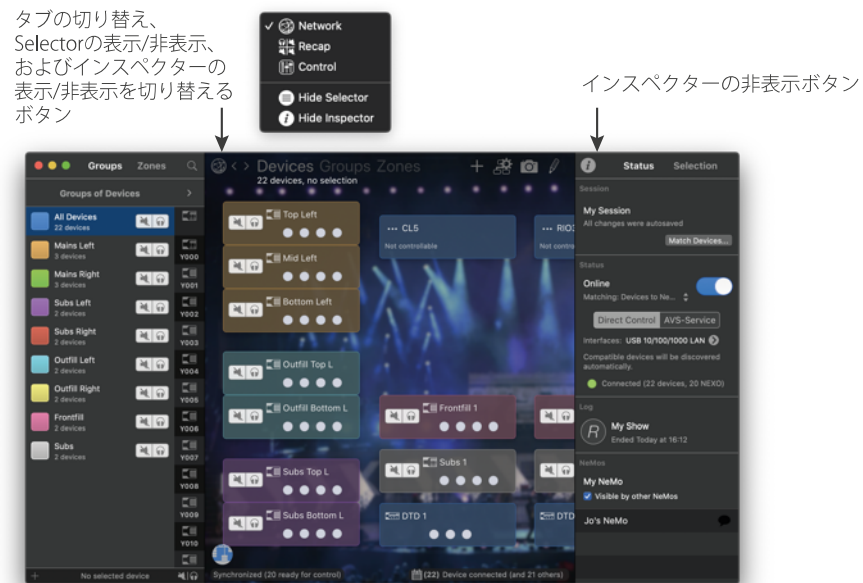 タブの切り替え、
Selectorの表示/非表示、
およびインスペクターの
表示/非表示を切り替える
ボタン
✓ Network
Recap
Control
Hide Selector
Hide Inspector
インスペクターの非表示ボタン
Groups Zones
Groups of Devices
All Devices
22 devices
Mains Left
3 devices
Y000
Mains Right
3 devices
Y001
Subs Left
2 devices
Y002
Subs Right
2 devices
Y003
Outfill Left
2 devices
Y004
Outfill Right
2 devices
Y005
Frontfill
2 devices
Y006
Subs
2 devices
Y007
Y008
Y009
Y010
No selected device
Devices Groups Zones
22 devices, no selection
Top Left
Mid Left
Bottom Left
Outfill Top L
Outfill Bottom L
Subs Top L
Subs Bottom L
CL5
Not controllable
RIO3
Not contro
Frontfill 1
Subs 1
DTD 1
DTD
Synchronized (20 ready for control)
(22) Device connected (and 21 others)
Status Selection
Session
My Session
All changes were autosaved
Match Devices...
Status
Online
Matching: Devices to Ne...
Direct Control AVS-Service
Interfaces: USB 10/100/1000 LAN
Compatible devices will be discovered
automatically.
Connected (22 devices, 20 NEXO)
Log
R
My Show
Ended Today at 16:12
NeMos
My NeMo
Visible by other NeMos
Jo's NeMo